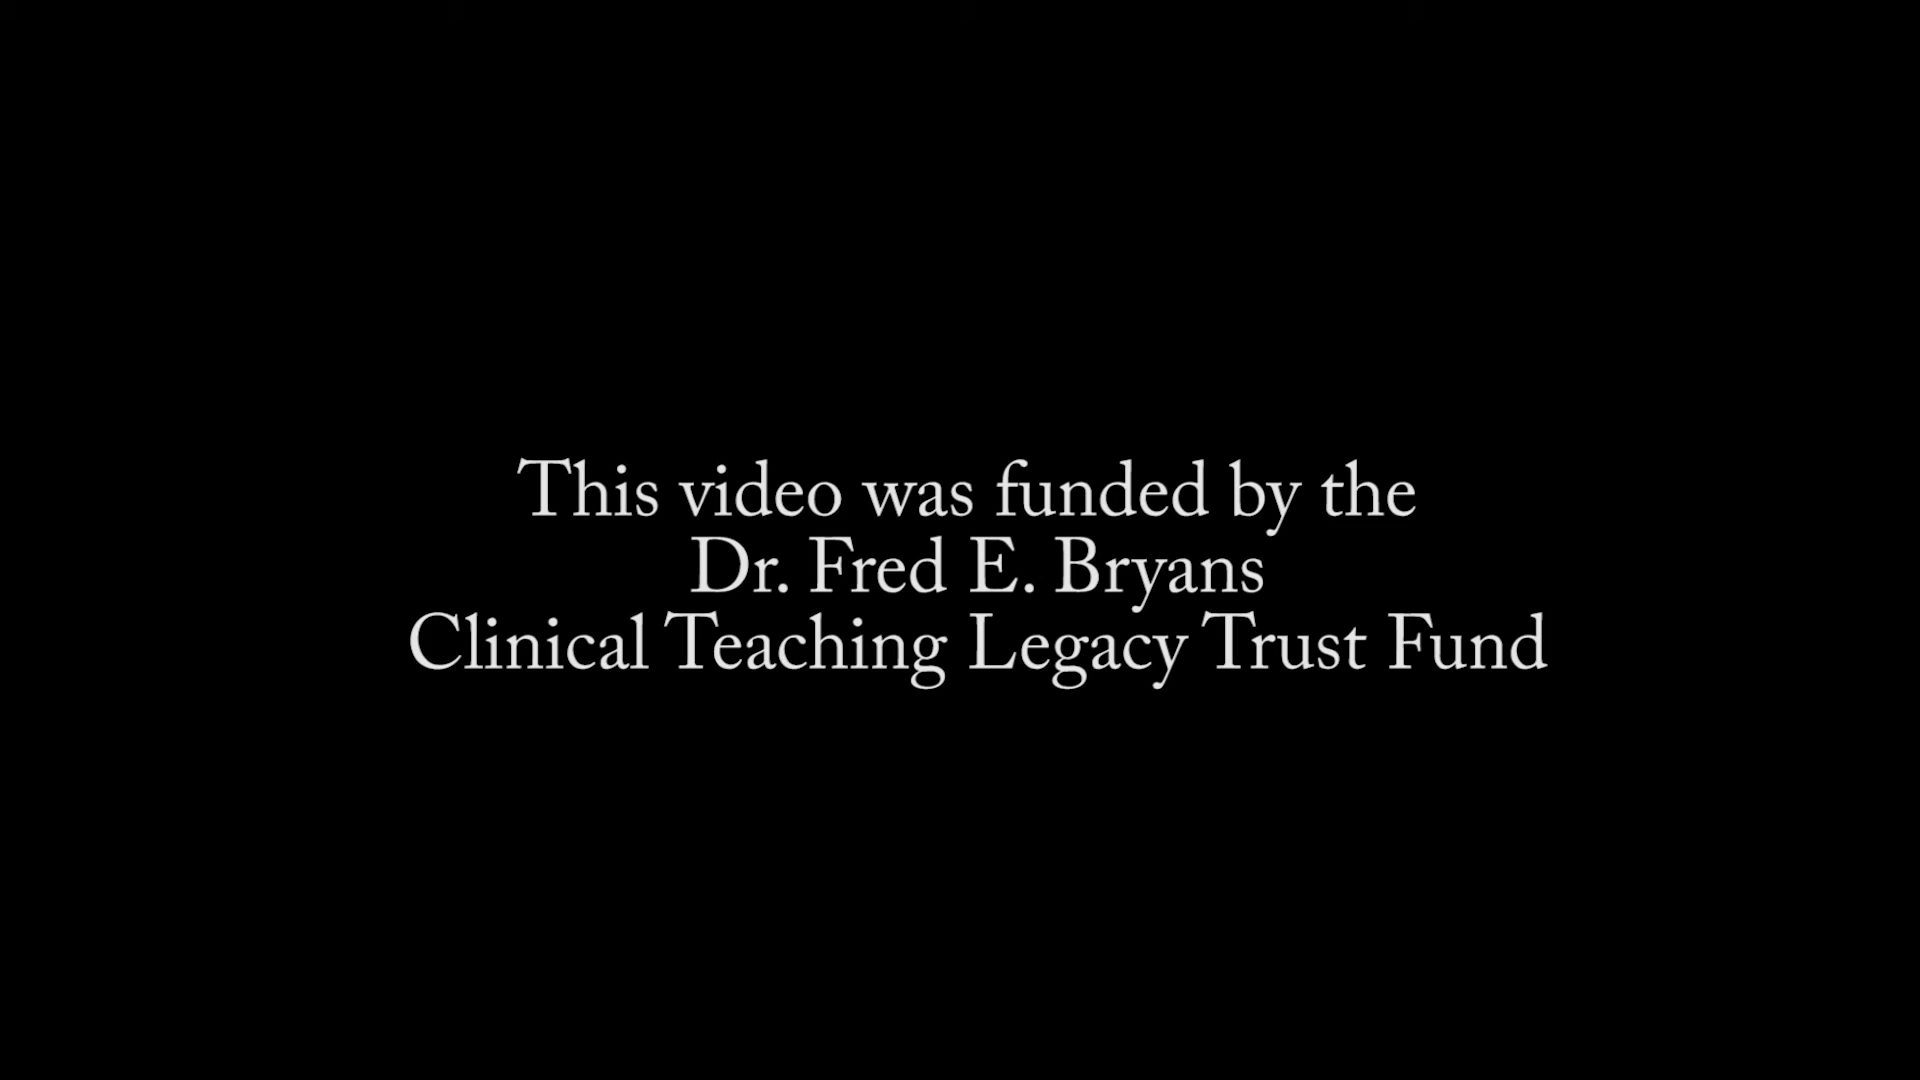 This video was funded by the
Dr. Fred E. Bryans
Clinical Teaching Legacy Trust Fund